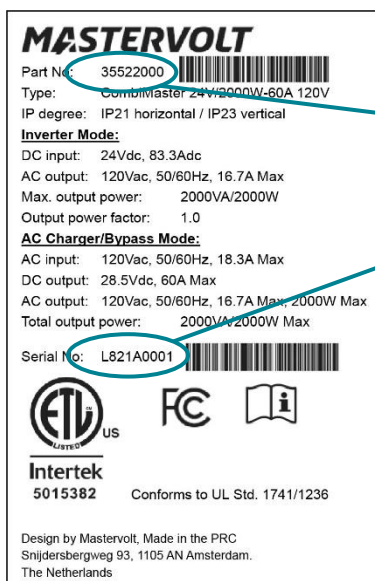 MASTERVOLT
Part No: 35522000
Type: CombiMaster 24V/2000W-60A 120V
IP degree: IP21 horizontal / IP23 vertical
Inverter Mode:
DC input: 24Vdc, 83.3Adc
AC output: 120Vac, 50/60Hz, 16.7A Max
Max. output power: 2000VA/2000W
Output power factor: 1.0
AC Charger/Bypass Mode:
AC input: 120Vac, 50/60Hz, 18.3A Max
DC output: 28.5Vdc, 60A Max
AC output: 120Vac, 50/60Hz, 16.7A Max, 2000W Max
Total output power: 2000VA/2000W Max
Serial No: L821A0001
ETL LISTED US
FC
i
Intertek
5015382
Conforms to UL Std. 1741/1236
Design by Mastervolt, Made in the PRC
Snijdersbergweg 93, 1105 AN Amsterdam.
The Netherlands